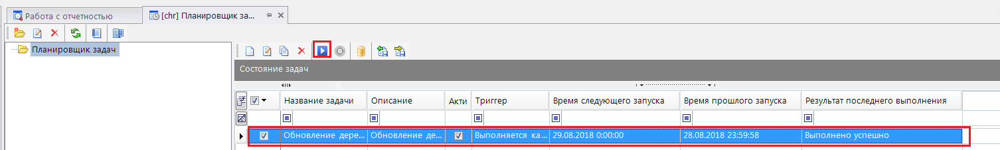 Работа с отчетностью
[chr] Планировщик за...
Планировщик задач
Состояние задач
Название задачи Описание Акти Триггер Время следующего запуска Время прошлого запуска Результат последнего выполнения
Обновление дере... Обновление де... Выполняется ка... 29.08.2018 0:00:00 28.08.2018 23:59:58 Выполнено успешно